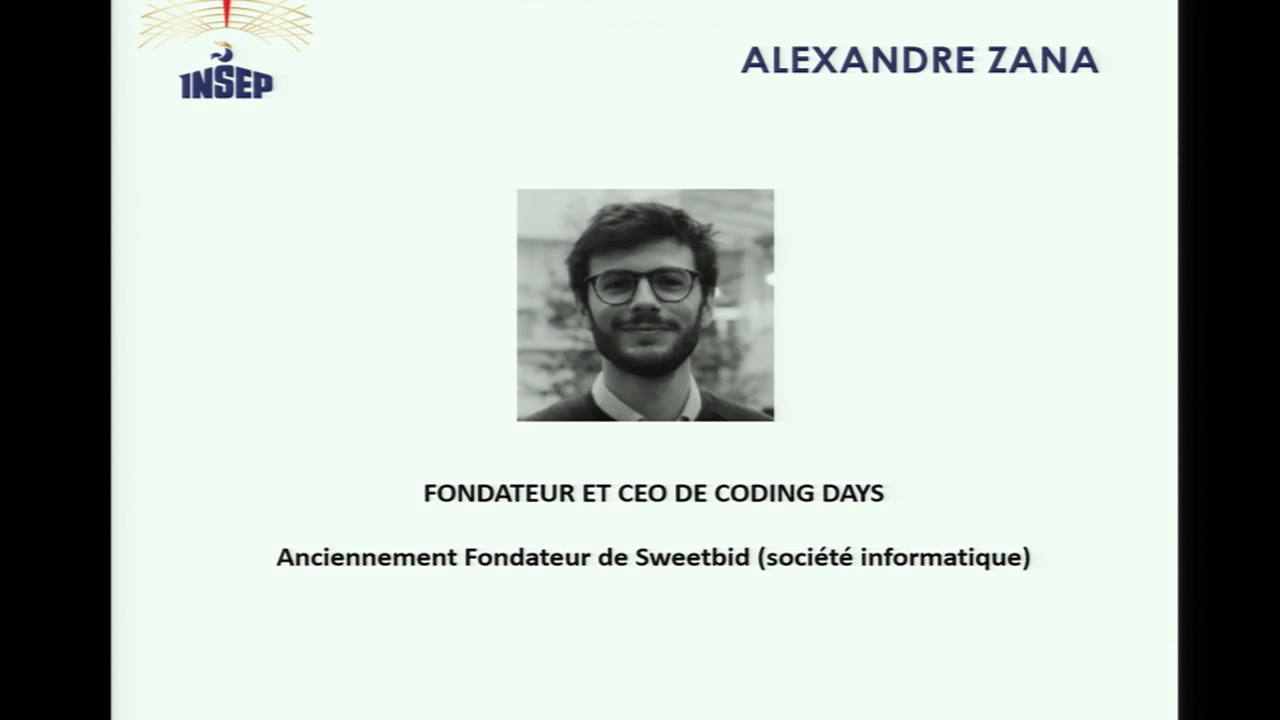 INSEP
ALEXANDRE ZANA
FONDATEUR ET CEO DE CODING DAYS
Anciennement Fondateur de Sweetbid (société informatique)